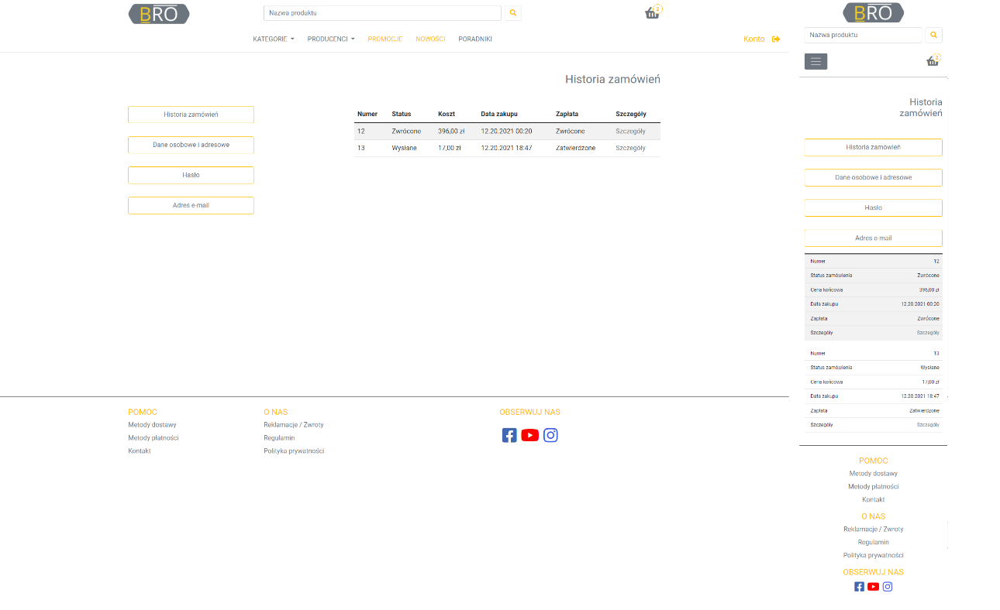 BRO
Nazwa produktu
2
KATEGORIE
PRODUCENCI
PROMOCJE
NOWOŚCI
PORADNIKI
Konto
Historia zamówień
Historia zamówień
Dane osobowe i adresowe
Hasło
Adres e-mail
Numer Status Koszt Data zakupu Zapłata Szczegóły
12 Zwrócone 396,00 zł 12.20.2021 00:20 Zwrócone Szczegóły
13 Wysłane 17,00 zł 12.20.2021 18:47 Zatwierdzone Szczegóły
POMOC
Metody dostawy
Metody płatności
Kontakt
O NAS
Reklamacje / Zwroty
Regulamin
Polityka prywatności
OBSERWUJ NAS
BRO
Nazwa produktu
2
Historia
zamówień
Historia zamówień
Dane osobowe i adresowe
Hasło
Adres e-mail
Numer 12
Status zamówienia Zwrócone
Cena końcowa 396,00 zł
Data zakupu 12.20.2021 00:20
Zapłata Zwrócone
Szczegóły Szczegóły
Numer 13
Status zamówienia Wysłane
Cena końcowa 17,00 zł
Data zakupu 12.20.2021 18:47
Zapłata Zatwierdzone
Szczegóły Szczegóły
POMOC
Metody dostawy
Metody płatności
Kontakt
O NAS
Reklamacje / Zwroty
Regulamin
Polityka prywatności
OBSERWUJ NAS